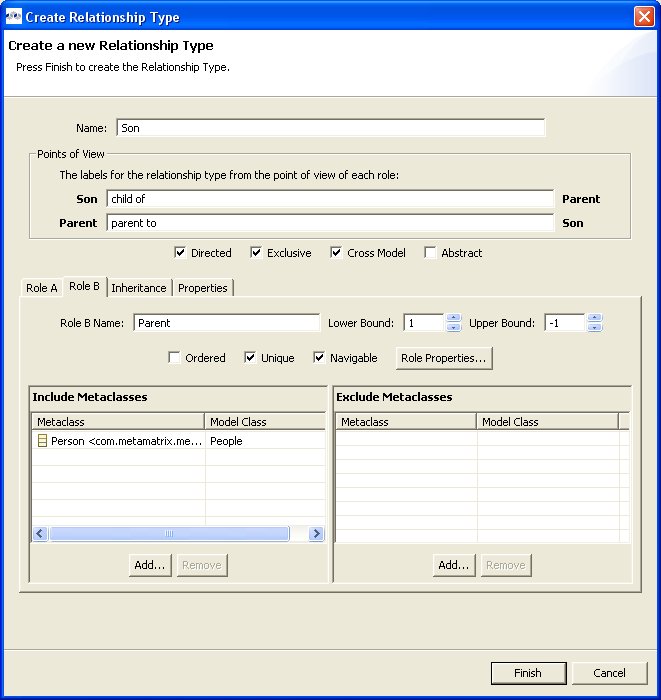 Create Relationship Type
Create a new Relationship Type
Press Finish to create the Relationship Type.
Name: Son
Points of View
The labels for the relationship type from the point of view of each role:
Son child of Parent
Parent parent to Son
Directed Exclusive Cross Model Abstract
Role A Role B Inheritance Properties
Role B Name: Parent Lower Bound: 1 Upper Bound: -1
Ordered Unique Navigable Role Properties...
Include Metaclasses Exclude Metaclasses
Metaclass Model Class Metaclass Model Class
Person <com.metamatrix.me... People
Add... Remove Add... Remove
Finish Cancel